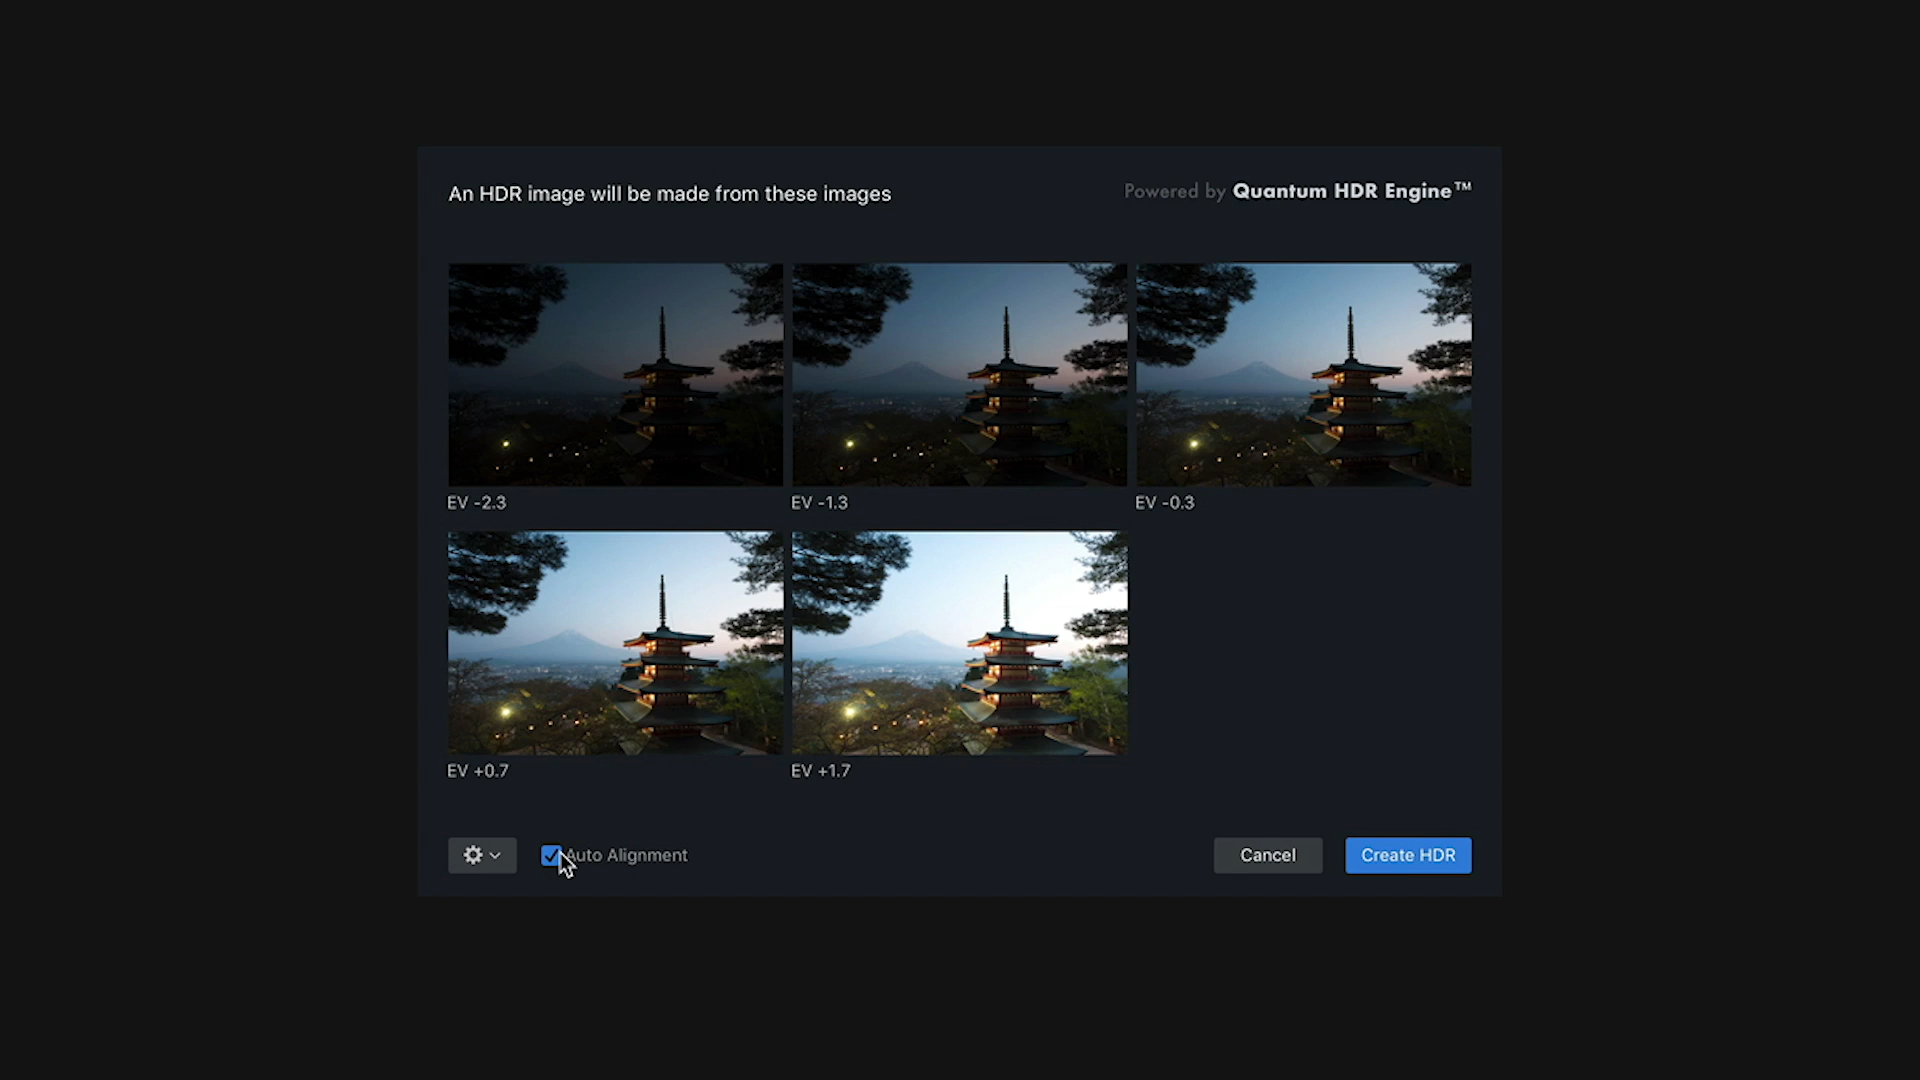 An HDR image will be made from these images
Powered by Quantum HDR Engine™
EV -2.3
EV -1.3
EV -0.3
EV +0.7
EV +1.7
Auto Alignment
Cancel
Create HDR